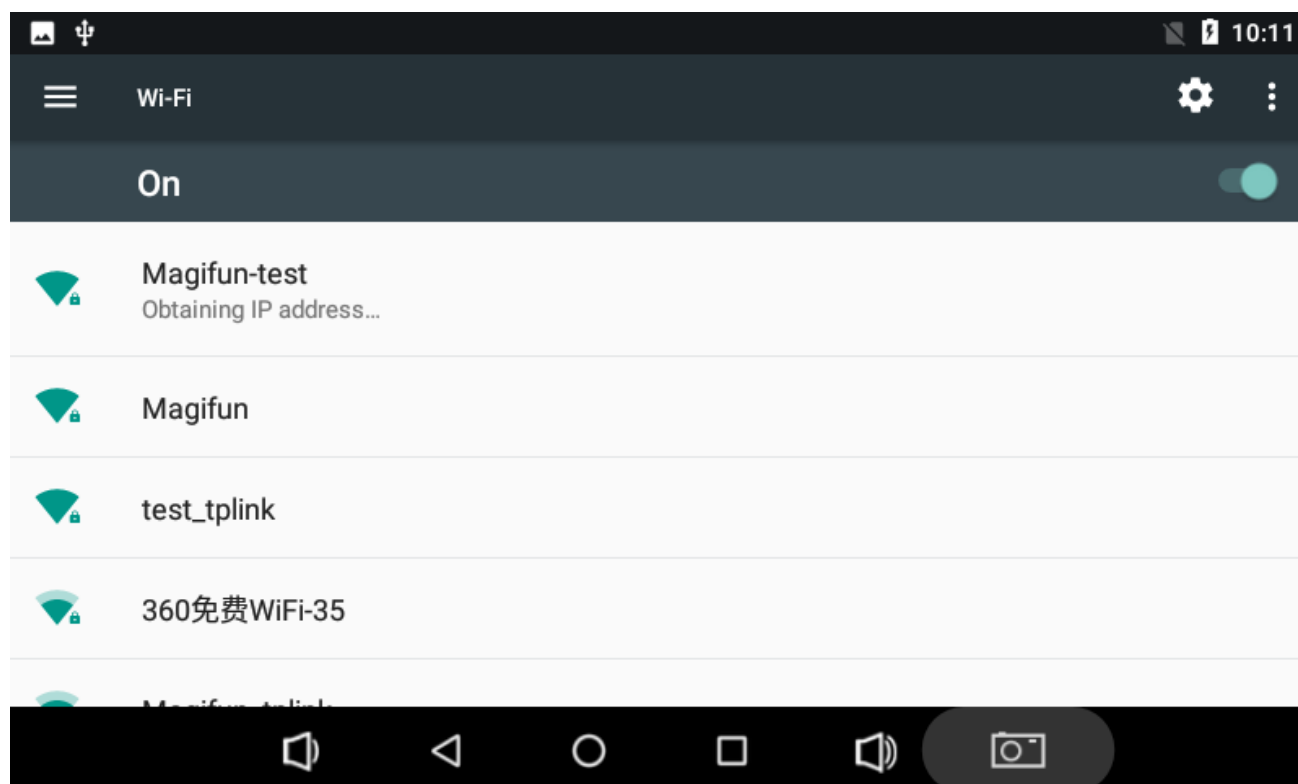 10:11
Wi-Fi
On
Magifun-test
Obtaining IP address...
Magifun
test_tplink
360免费WiFi-35